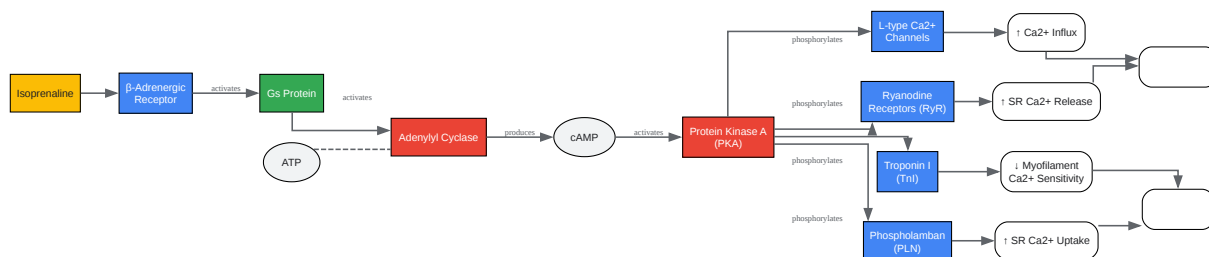 Isoprenaline
β-Adrenergic
Receptor
activates
Gs Protein
activates
ATP
Adenylyl Cyclase
produces
cAMP
activates
Protein Kinase A
(PKA)
phosphorylates
L-type Ca2+
Channels
↑ Ca2+ Influx
phosphorylates
Ryanodine
Receptors (RyR)
↑ SR Ca2+ Release
phosphorylates
Troponin I
(TnI)
↓ Myofilament
Ca2+ Sensitivity
phosphorylates
Phospholamban
(PLN)
↑ SR Ca2+ Uptake